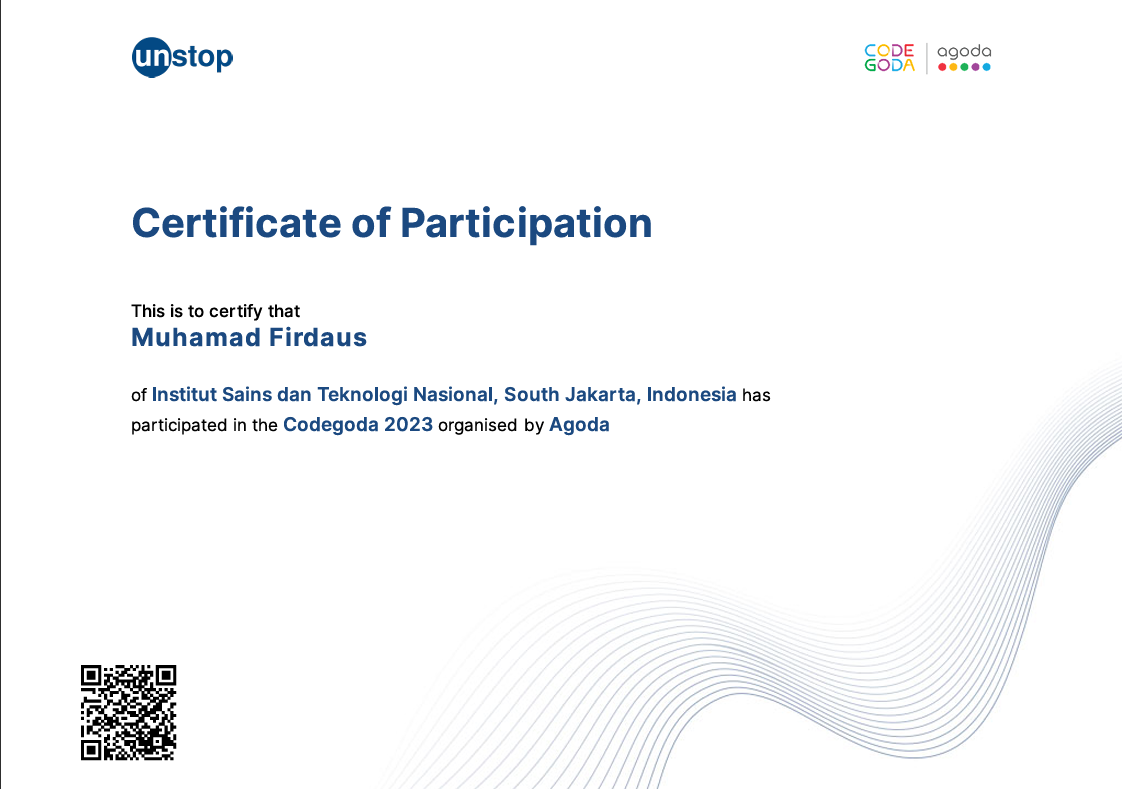 unstop
CODE
GODA
agoda
Certificate of Participation
This is to certify that
Muhamad Firdaus
of Institut Sains dan Teknologi Nasional, South Jakarta, Indonesia has
participated in the Codegoda 2023 organised by Agoda